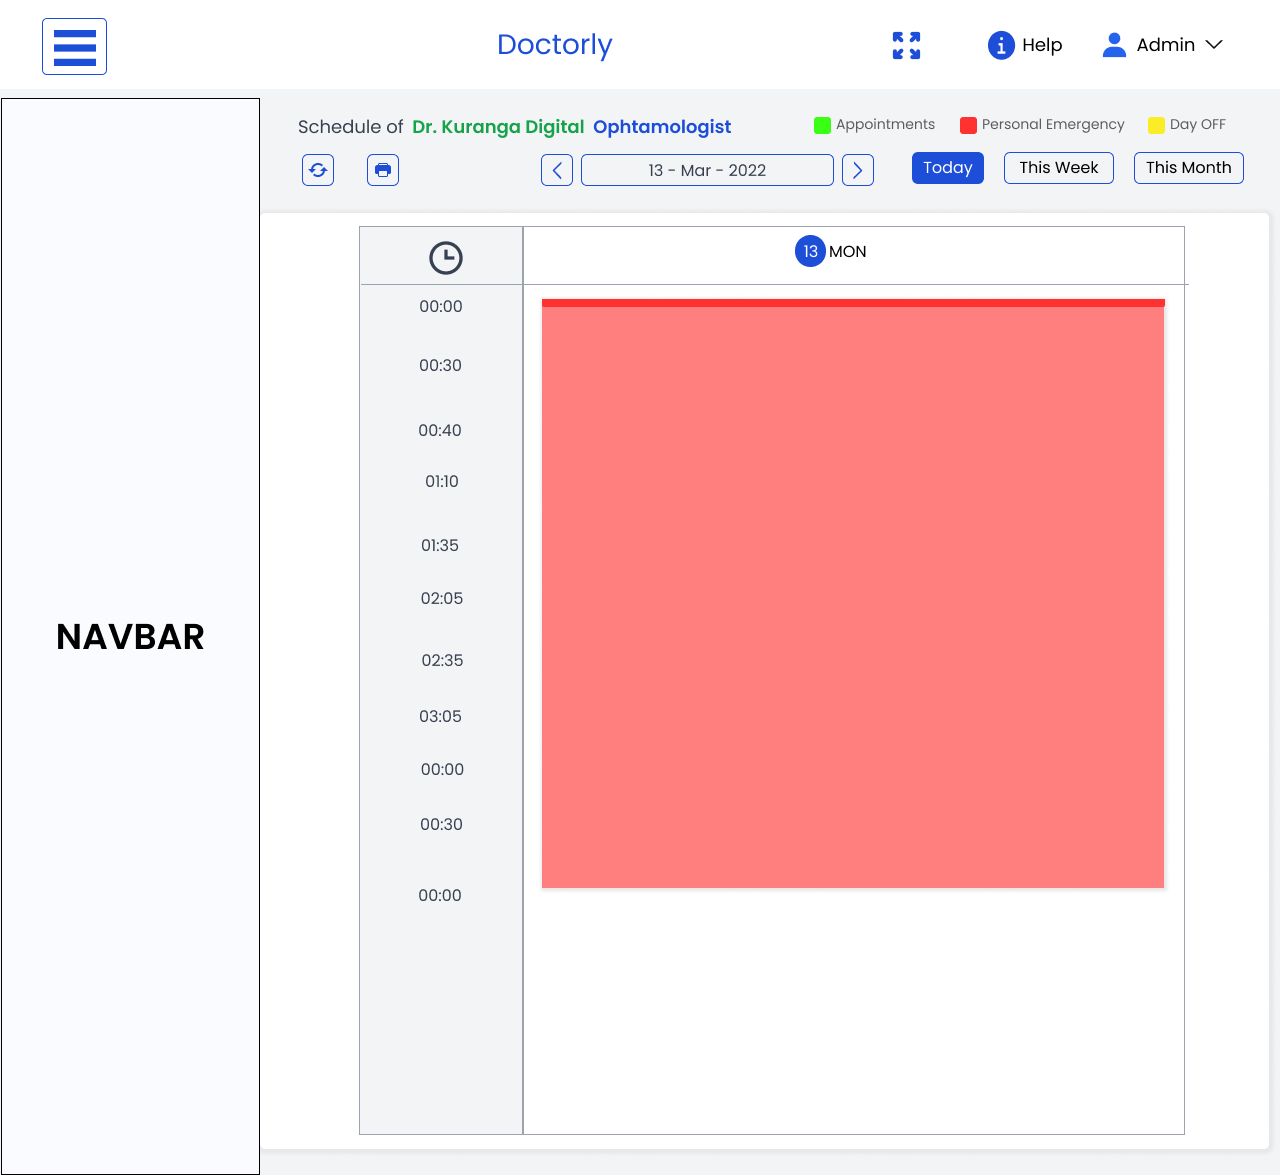 Doctorly
Help
Admin
Schedule of Dr. Kuranga Digital Ophtamologist
Appointments
Personal Emergency
Day OFF
13 - Mar - 2022
Today
This Week
This Month
13 MON
00:00
00:30
00:40
01:10
01:35
02:05
02:35
03:05
00:00
00:30
00:00
NAVBAR